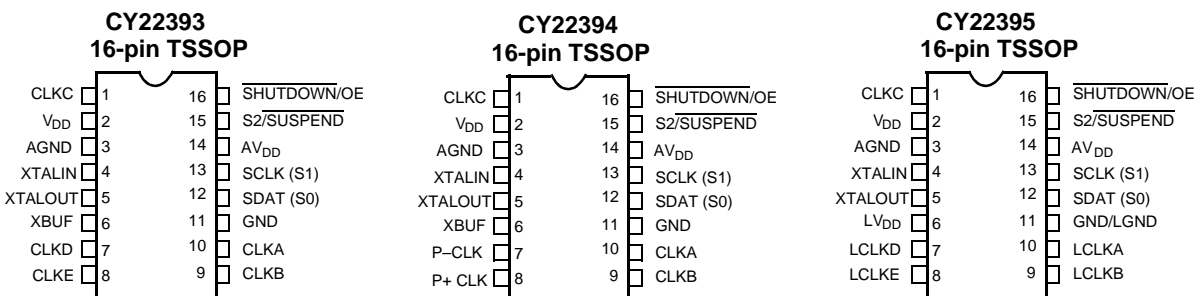 CY22393
16-pin TSSOP
CLKC 1 16 SHUTDOWN/OE
VDD 2 15 S2/SUSPEND
AGND 3 14 AVDD
XTALIN 4 13 SCLK (S1)
XTALOUT 5 12 SDAT (S0)
XBUF 6 11 GND
CLKD 7 10 CLKA
CLKE 8 9 CLKB
CY22394
16-pin TSSOP
CLKC 1 16 SHUTDOWN/OE
VDD 2 15 S2/SUSPEND
AGND 3 14 AVDD
XTALIN 4 13 SCLK (S1)
XTALOUT 5 12 SDAT (S0)
XBUF 6 11 GND
P–CLK 7 10 CLKA
P+ CLK 8 9 CLKB
CY22395
16-pin TSSOP
CLKC 1 16 SHUTDOWN/OE
VDD 2 15 S2/SUSPEND
AGND 3 14 AVDD
XTALIN 4 13 SCLK (S1)
XTALOUT 5 12 SDAT (S0)
LVDD 6 11 GND/LGND
LCLKD 7 10 LCLKA
LCLKE 8 9 LCLKB